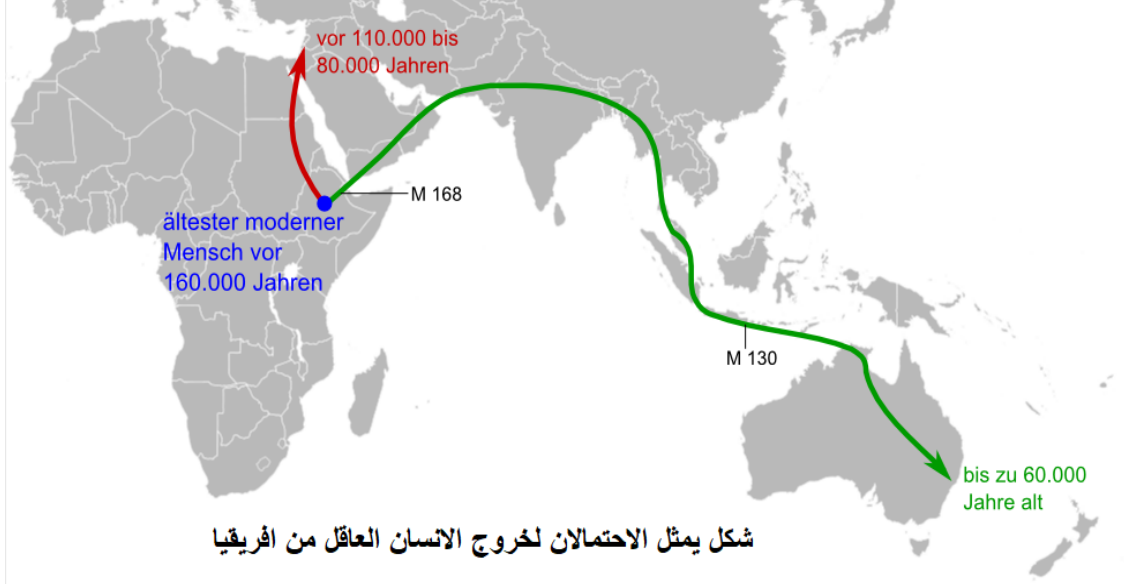 vor 110.000 bis
80.000 Jahren
M 168
ältester moderner
Mensch vor
160.000 Jahren
M 130
bis zu 60.000
Jahre alt
شكل يمثل الاحتمالان لخروج الانسان العاقل من افريقيا